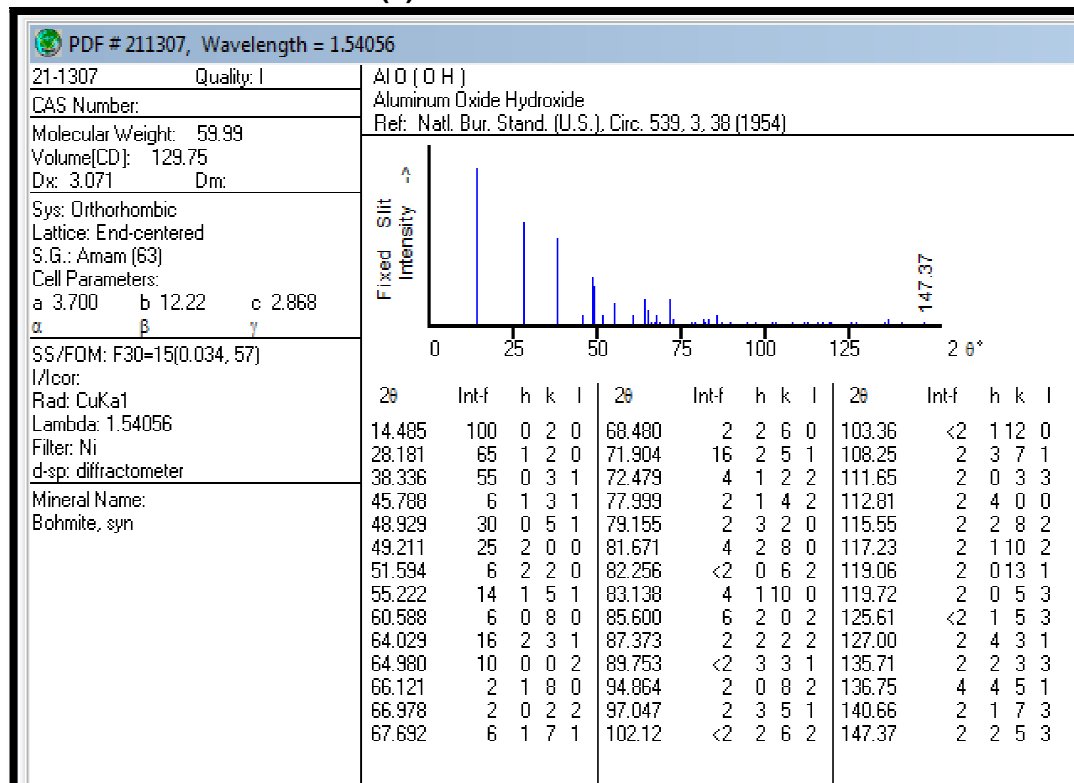 (
PDF # 211307, Wavelength = 1.54056
21-1307 Quality: I
CAS Number:
Molecular Weight: 59.99
Volume[CD]: 129.75
Dx: 3.071 Dm:
Sys: Orthorhombic
Lattice: End-centered
S.G.: Amam (63)
Cell Parameters:
a 3.700 b 12.22 c 2.868
α β γ
SS/FOM: F30=15(0.034, 57)
I/Icor:
Rad: CuKa1
Lambda: 1.54056
Filter: Ni
d-sp: diffractometer
Mineral Name:
Bohmite, syn
Al O ( O H )
Aluminum Oxide Hydroxide
Ref: Natl. Bur. Stand. (U.S.), Circ. 539, 3, 38 (1954)
Fixed Slit
Intensity ->
147.37
0 25 50 75 100 125 2 θ°
2θ Int-f h k l 2θ Int-f h k l 2θ Int-f h k l
14.485 100 0 2 0 68.480 2 2 6 0 103.36 <2 1 12 0
28.181 65 1 2 0 71.904 16 2 5 1 108.25 2 3 7 1
38.336 55 0 3 1 72.479 4 1 2 2 111.65 2 0 3 3
45.788 6 1 3 1 77.999 2 1 4 2 112.81 2 4 0 0
48.929 30 0 5 1 79.155 2 3 2 0 115.55 2 2 8 2
49.211 25 2 0 0 81.671 4 2 8 0 117.23 2 1 10 2
51.594 6 2 2 0 82.256 <2 0 6 2 119.06 2 0 13 1
55.222 14 1 5 1 83.138 4 1 10 0 119.72 2 0 5 3
60.588 6 0 8 0 85.600 6 2 0 2 125.61 <2 1 5 3
64.029 16 2 3 1 87.373 2 2 2 2 127.00 2 4 3 1
64.980 10 0 0 2 89.753 <2 3 3 1 135.71 2 2 3 3
66.121 2 1 8 0 94.864 2 0 8 2 136.75 4 4 5 1
66.978 2 0 2 2 97.047 2 3 5 1 140.66 2 1 7 3
67.692 6 1 7 1 102.12 <2 2 6 2 147.37 2 2 5 3